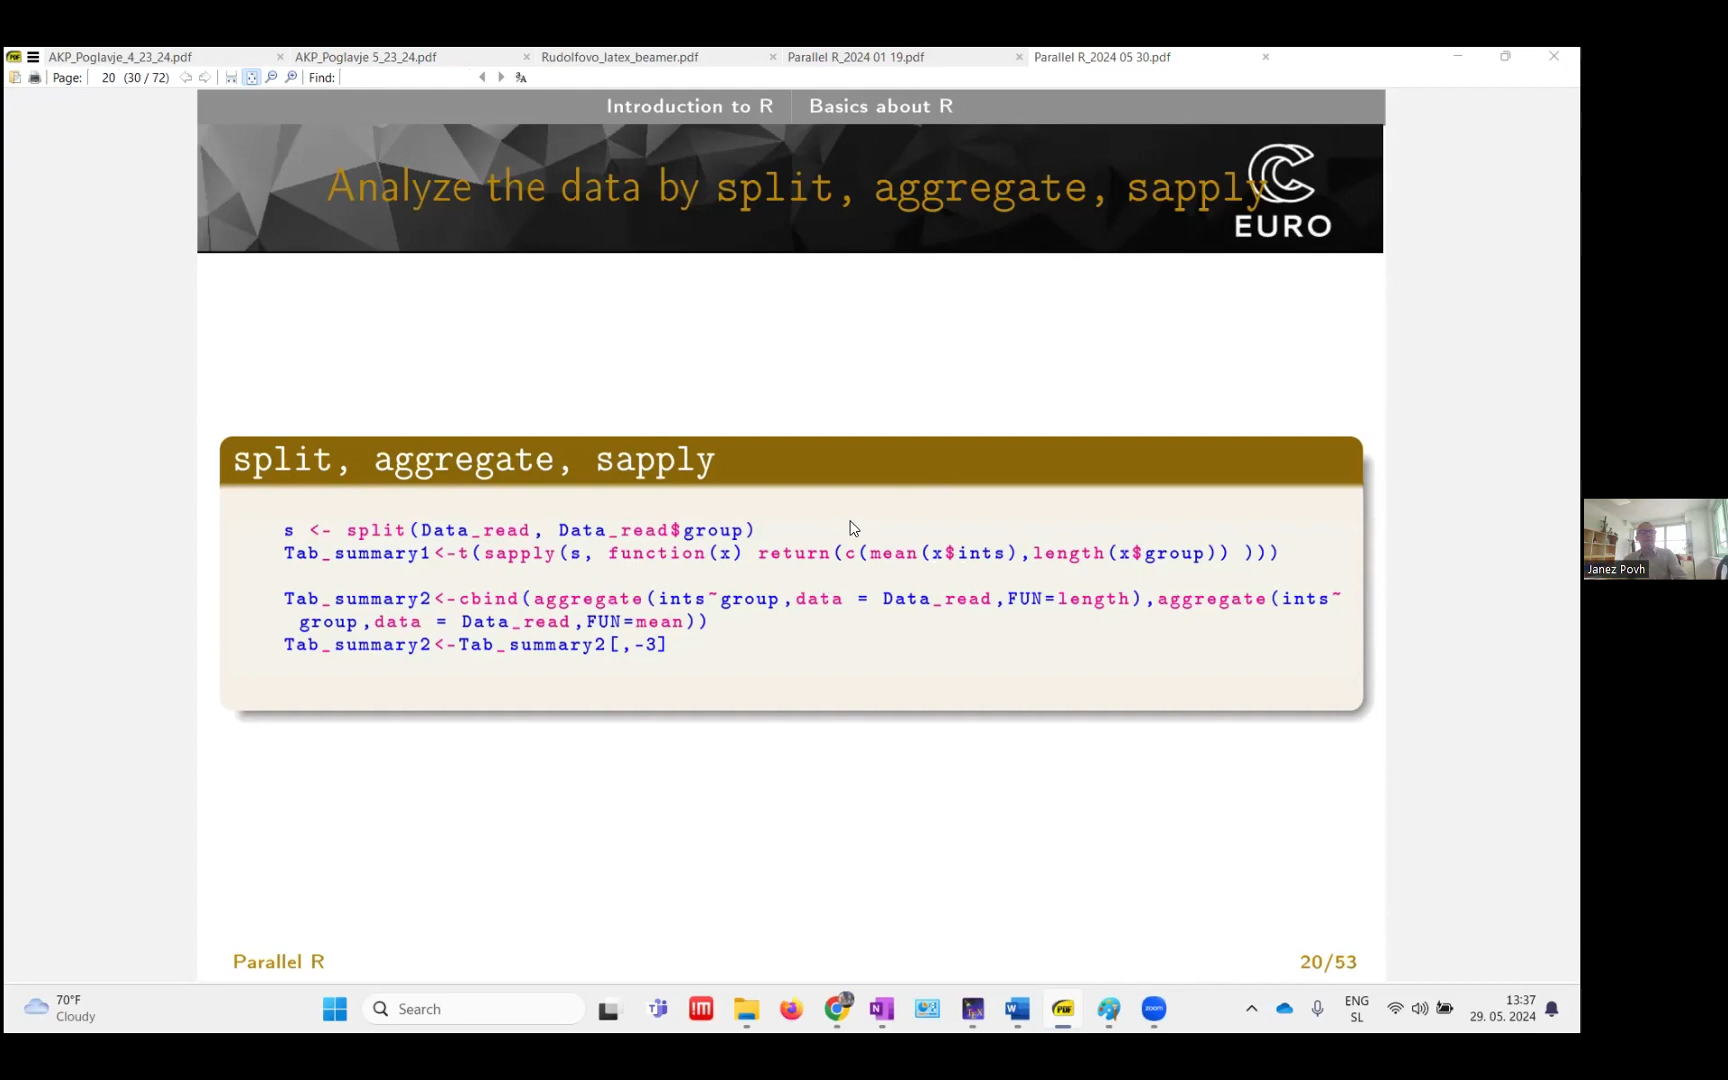 AKP_Poglavje_4_23_24.pdf
AKP_Poglavje 5_23_24.pdf
Rudolfovo_latex_beamer.pdf
Parallel R_2024 01 19.pdf
Parallel R_2024 05 30.pdf
Page: 20 (30 / 72) Find:
Introduction to R Basics about R
Analyze the data by split, aggregate, sapply
EURO
split, aggregate, sapply
s <- split(Data_read, Data_read$group)
Tab_summary1<-t(sapply(s, function(x) return(c(mean(x$ints),length(x$group)) )))
Tab_summary2<-cbind(aggregate(ints~group,data = Data_read,FUN=length),aggregate(ints~
group,data = Data_read,FUN=mean))
Tab_summary2<-Tab_summary2[,-3]
Janez Povh
Parallel R 20/53
70°F
Cloudy
Search
ENG
SL
13:37
29. 05. 2024